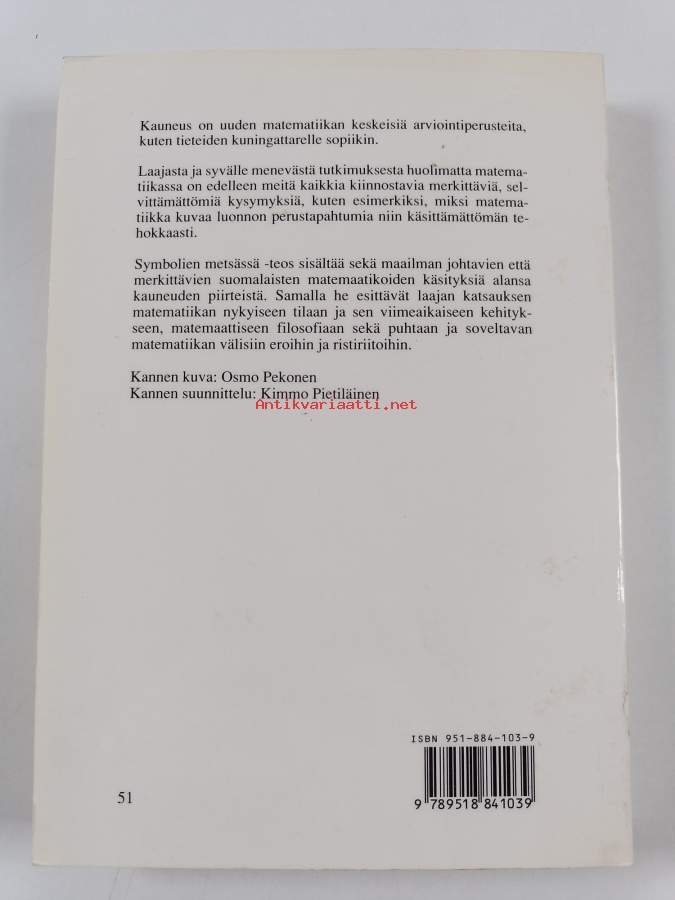 Kauneus on uuden matematiikan keskeisiä arviointiperusteita,
kuten tieteiden kuningattarelle sopiikin.
Laajasta ja syvälle menevästä tutkimuksesta huolimatta matema-
tiikassa on edelleen meitä kaikkia kiinnostavia merkittäviä, sel-
vittämättömiä kysymyksiä, kuten esimerkiksi, miksi matema-
tiikka kuvaa luonnon perustapahtumia niin käsittämättömän te-
hokkaasti.
Symbolien metsässä -teos sisältää sekä maailman johtavien että
merkittävien suomalaisten matemaatikoiden käsityksiä alansa
kauneuden piirteistä. Samalla he esittävät laajan katsauksen
matematiikan nykyiseen tilaan ja sen viimeaikaiseen kehityk-
seen, matemaattiseen filosofiaan sekä puhtaan ja soveltavan
matematiikan välisiin eroihin ja ristiriitoihin.
Kannen kuva: Osmo Pekonen
Kannen suunnittelu: Kimmo Pietiläinen
Antikvariaatti.net
ISBN 951-884-103-9
51
9 789518 841039